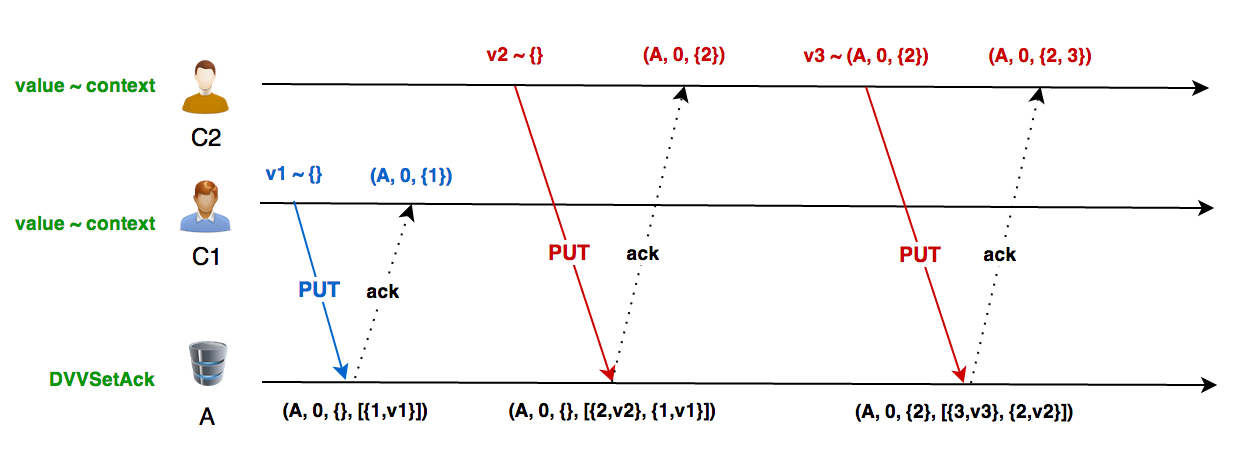 v2 ~ {} (A, 0, {2}) v3 ~ (A, 0, {2}) (A, 0, {2, 3})
value ~ context
C2
v1 ~ {} (A, 0, {1})
value ~ context
C1
PUT ack PUT ack
PUT ack
DVVSetAck
A
(A, 0, {}, [{1,v1}]) (A, 0, {}, [{2,v2}, {1,v1}]) (A, 0, {2}, [{3,v3}, {2,v2}])